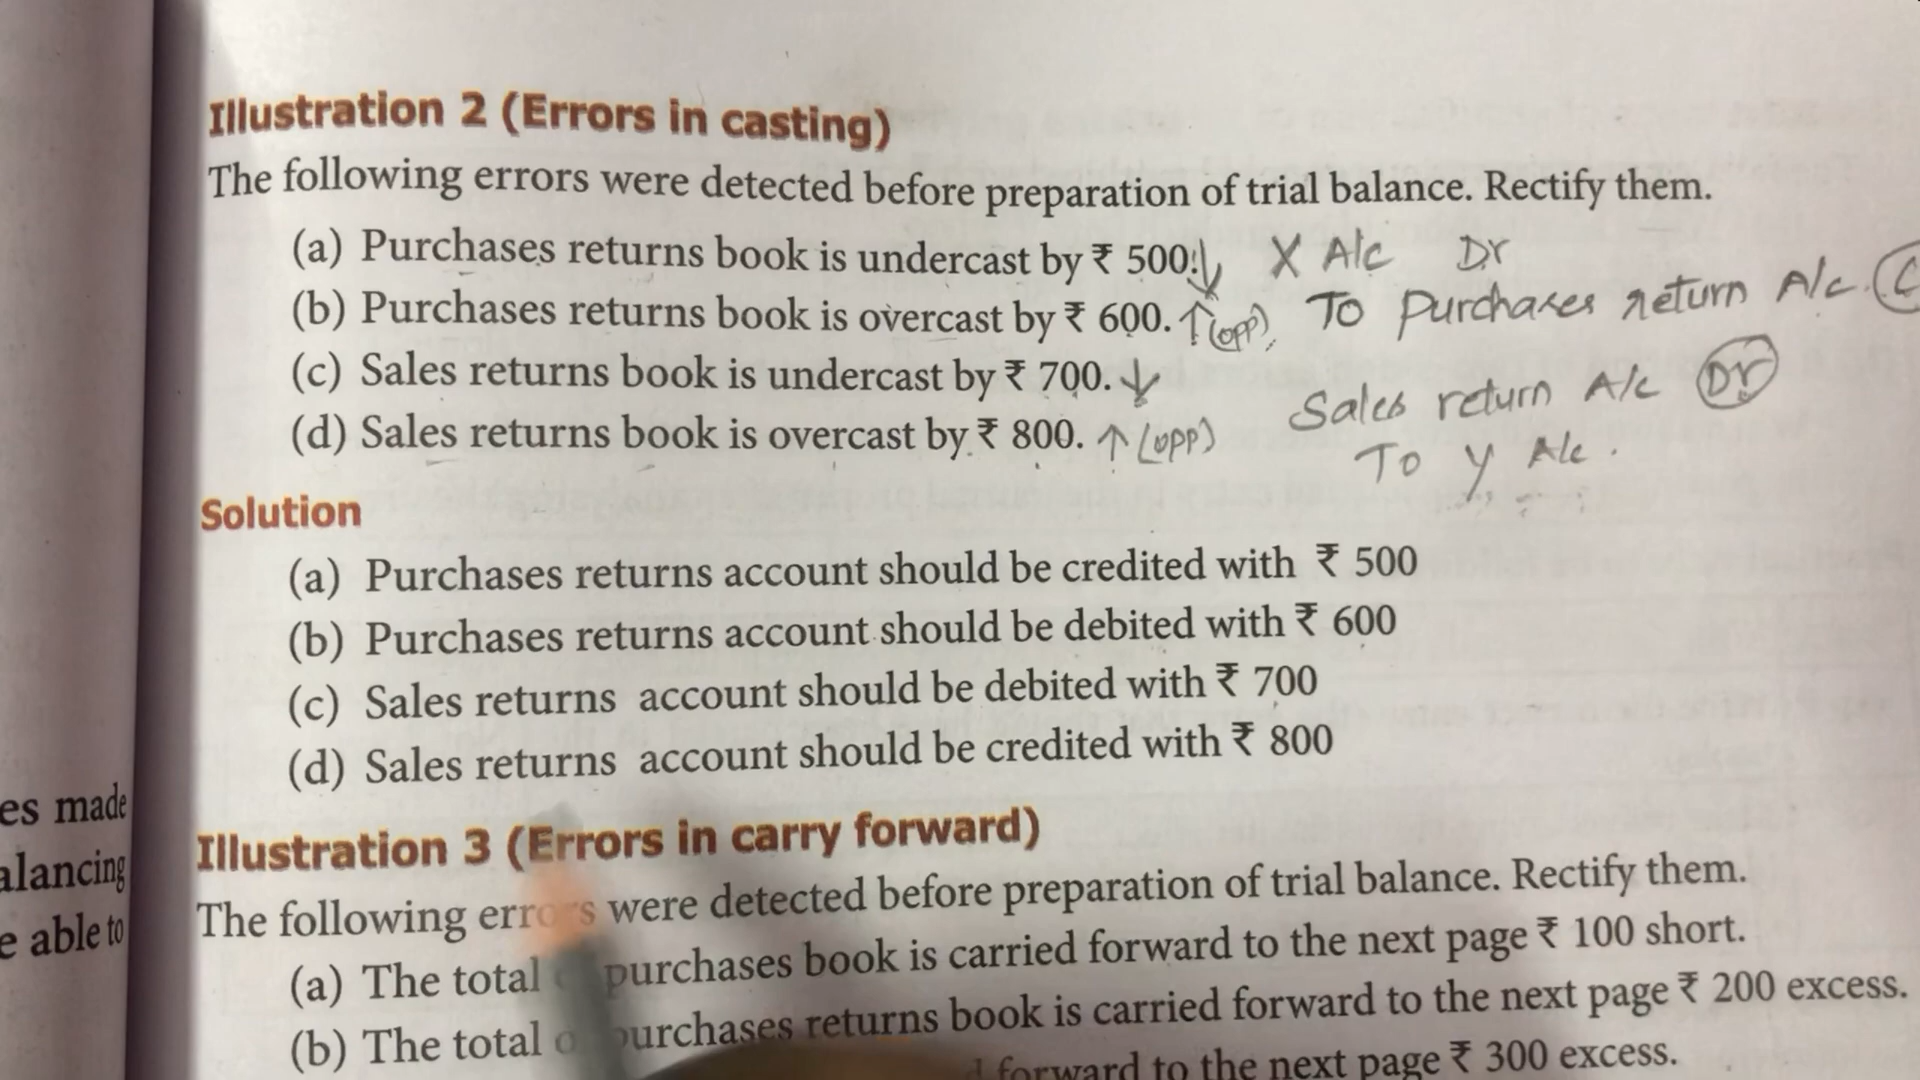 Illustration 2 (Errors in casting)
The following errors were detected before preparation of trial balance. Rectify them.
(a) Purchases returns book is undercast by ₹ 500. ↓ X A/c Dr
(b) Purchases returns book is overcast by ₹ 600. ↑ (opp) To Purchases return A/c.
(c) Sales returns book is undercast by ₹ 700. ↓
Sales return A/c Dr
(d) Sales returns book is overcast by ₹ 800. ↑ (opp)
To Y A/c.
Solution
(a) Purchases returns account should be credited with ₹ 500
(b) Purchases returns account should be debited with ₹ 600
(c) Sales returns account should be debited with ₹ 700
(d) Sales returns account should be credited with ₹ 800
es made
Illustration 3 (Errors in carry forward)
alancing
The following errors were detected before preparation of trial balance. Rectify them.
e able to
(a) The total purchases book is carried forward to the next page ₹ 100 short.
(b) The total purchases returns book is carried forward to the next page ₹ 200 excess.
forward to the next page ₹ 300 excess.